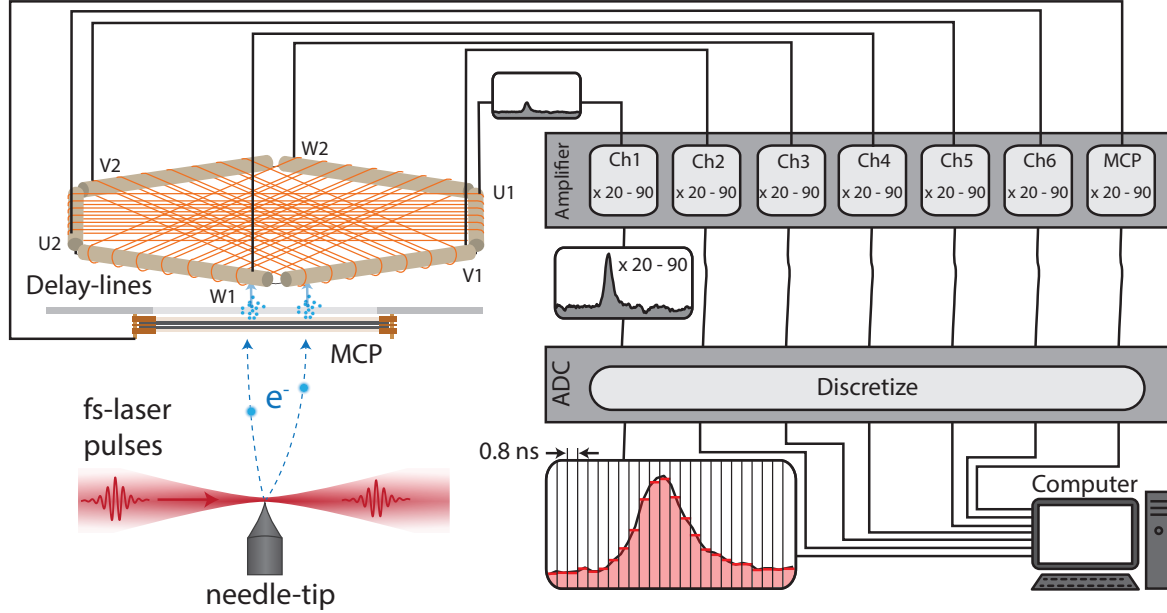 V2
W2
U1
U2
V1
W1
Delay-lines
MCP
e-
fs-laser
pulses
needle-tip
Amplifier
Ch1
x 20 - 90
Ch2
x 20 - 90
Ch3
x 20 - 90
Ch4
x 20 - 90
Ch5
x 20 - 90
Ch6
x 20 - 90
MCP
x 20 - 90
x 20 - 90
ADC
Discretize
0.8 ns
Computer